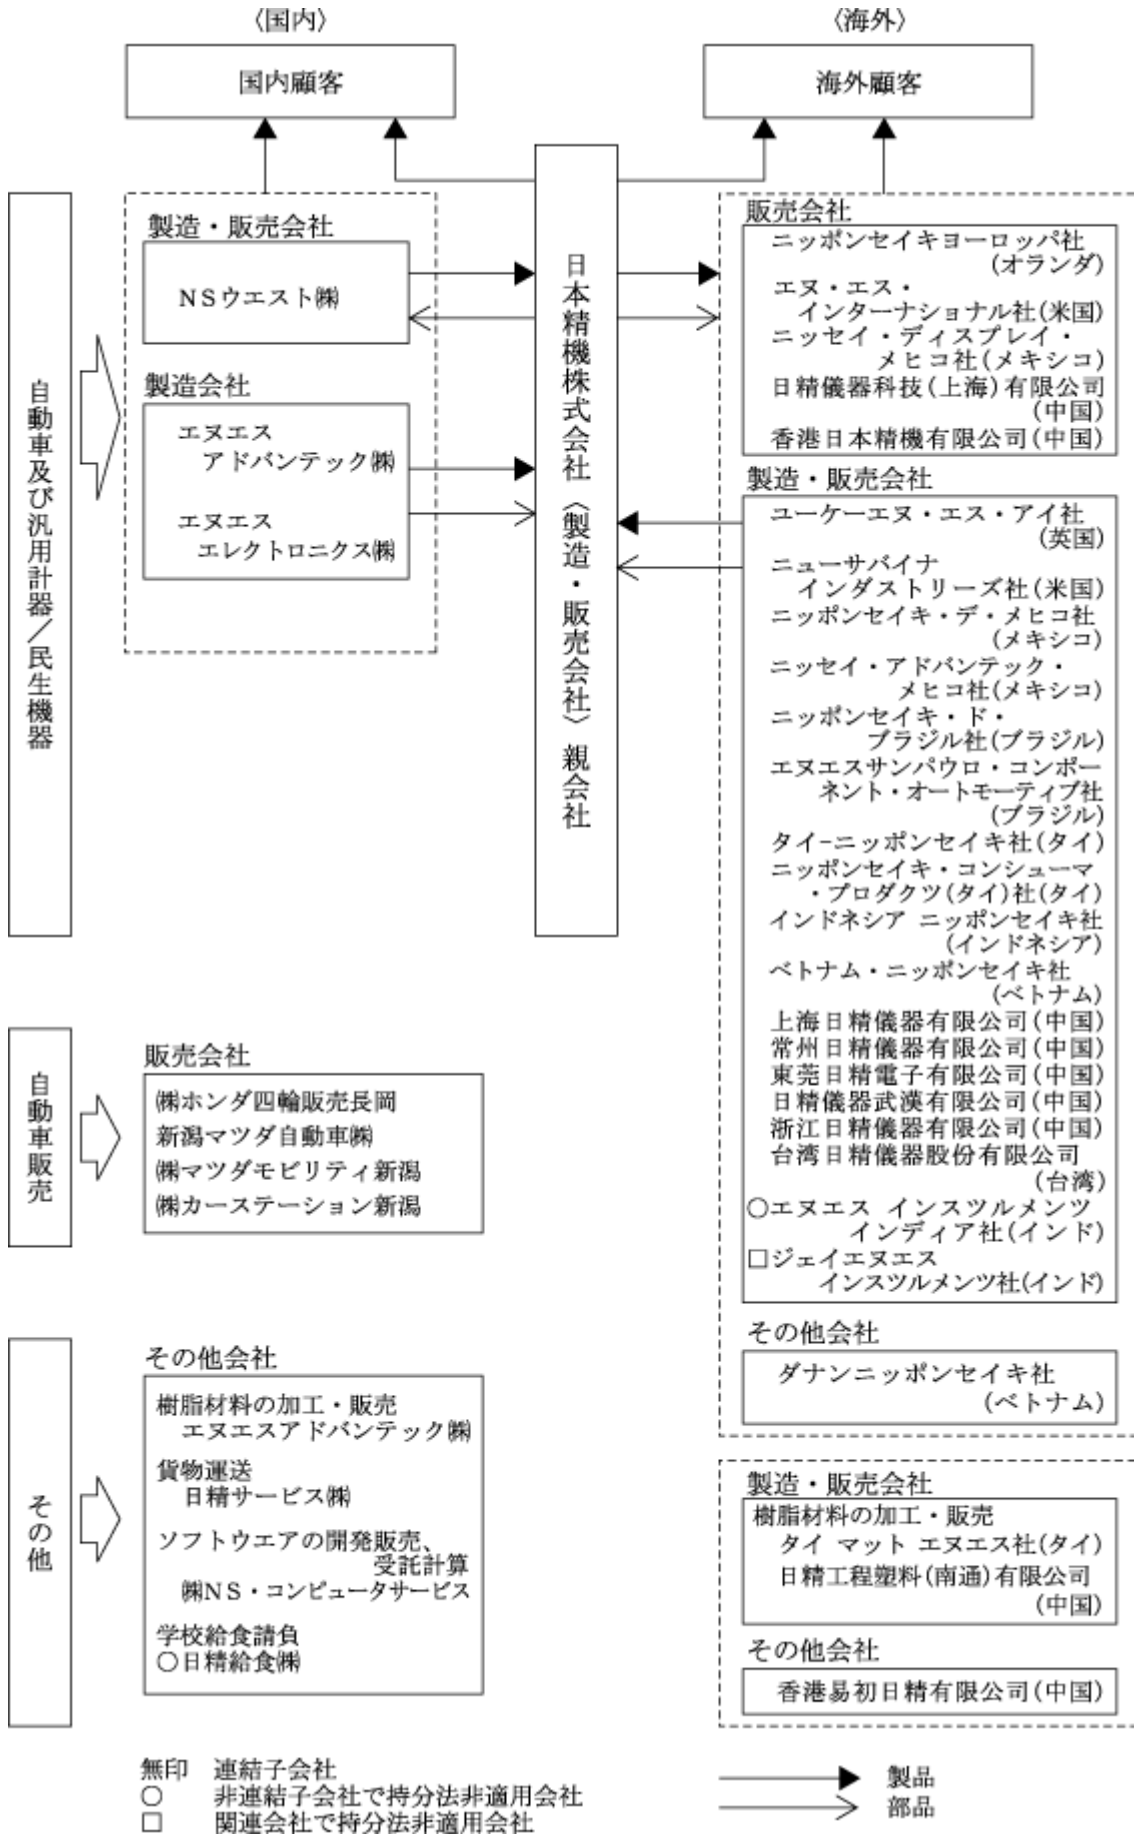 〈国内〉
〈海外〉
国内顧客
海外顧客
自動車及び汎用計器／民生機器
製造・販売会社
NSウエスト㈱
製造会社
エヌエス
アドバンテック㈱
エヌエス
エレクトロニクス㈱
日本精機株式会社〈製造・販売会社〉親会社
販売会社
ニッポンセイキヨーロッパ社
(オランダ)
エヌ・エス・
インターナショナル社(米国)
ニッセイ・ディスプレイ・
メヒコ社(メキシコ)
日精儀器科技(上海)有限公司
(中国)
香港日本精機有限公司(中国)
製造・販売会社
ユーケーエヌ・エス・アイ社
(英国)
ニューサバイナ
インダストリーズ社(米国)
ニッポンセイキ・デ・メヒコ社
(メキシコ)
ニッセイ・アドバンテック・
メヒコ社(メキシコ)
ニッポンセイキ・ド・
ブラジル社(ブラジル)
エヌエスサンパウロ・コンポー
ネント・オートモーティブ社
(ブラジル)
タイ-ニッポンセイキ社(タイ)
ニッポンセイキ・コンシューマ
・プロダクツ(タイ)社(タイ)
インドネシア ニッポンセイキ社
(インドネシア)
ベトナム・ニッポンセイキ社
(ベトナム)
上海日精儀器有限公司(中国)
常州日精儀器有限公司(中国)
東莞日精電子有限公司(中国)
日精儀器武漢有限公司(中国)
浙江日精儀器有限公司(中国)
台湾日精儀器股份有限公司
(台湾)
○エヌエス インスツルメンツ
インディア社(インド)
□ジェイエヌエス
インスツルメンツ社(インド)
その他会社
ダナンニッポンセイキ社
(ベトナム)
自動車販売
販売会社
㈱ホンダ四輪販売長岡
新潟マツダ自動車㈱
㈱マツダモビリティ新潟
㈱カーステーション新潟
その他
その他会社
樹脂材料の加工・販売
エヌエスアドバンテック㈱
貨物運送
日精サービス㈱
ソフトウエアの開発販売、
受託計算
㈱NS・コンピュータサービス
学校給食請負
○日精給食㈱
製造・販売会社
樹脂材料の加工・販売
タイ マット エヌエス社(タイ)
日精工程塑料(南通)有限公司
(中国)
その他会社
香港易初日精有限公司(中国)
無印 連結子会社
○ 非連結子会社で持分法非適用会社
□ 関連会社で持分法非適用会社
製品
部品